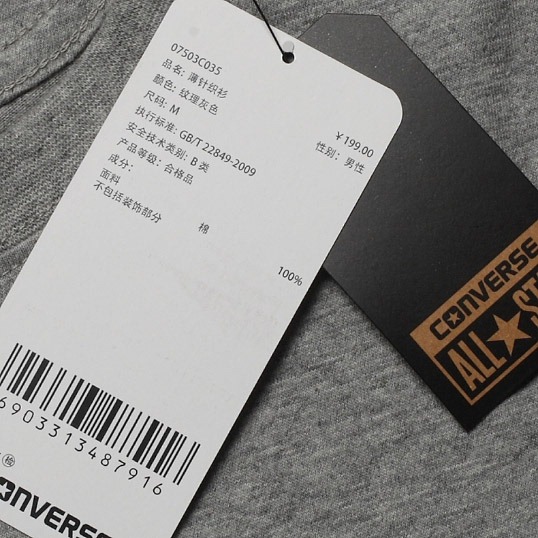 07503C035
品名: 薄针织衫
颜色: 纹理灰色
尺码: M
¥199.00
执行标准: GB/T 22849-2009
性别: 男性
安全技术类别: B 类
产品等级: 合格品
成分:
面料
不包括装饰部分
棉
100%
6903313487916
检
CONVERSE
CONVERSE
ALL★ST